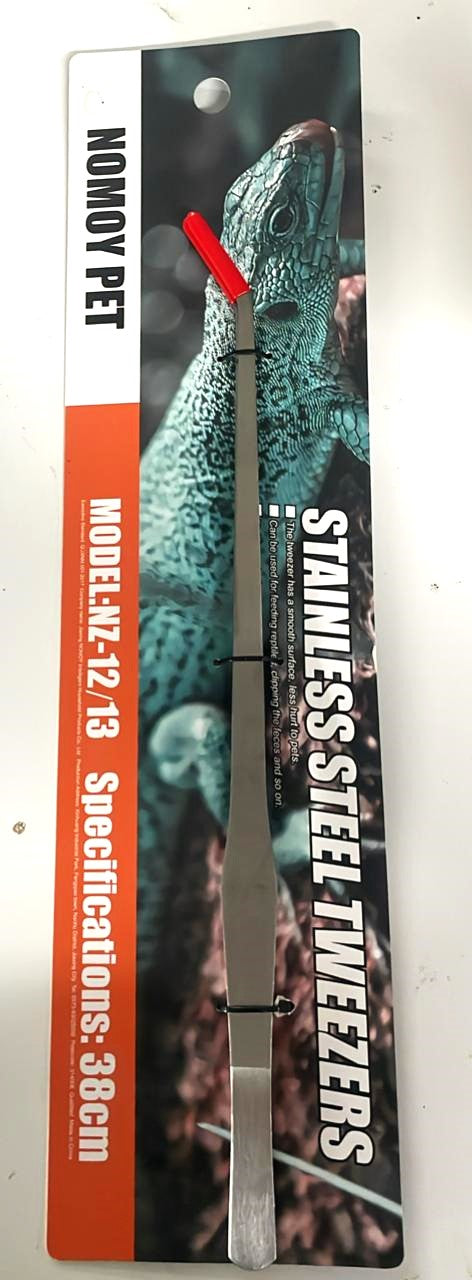 NOMOY PET
MODEL:NZ-12/13 Specifications: 38cm
STAINLESS STEEL TWEEZERS
The tweezer has a smooth surface, less hurt to pets.
Can be used for feeding reptile, clipping the feces and so on.